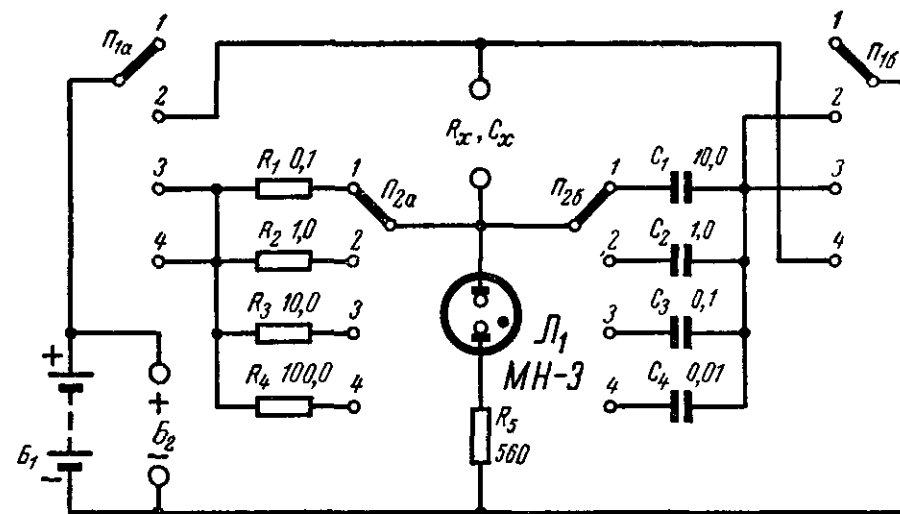 П1а 1
2
3
4
R1 0,1
R2 1,0
R3 10,0
R4 100,0
1
2
3
4
П2а
Rx, Cx
Л1
МН-3
R5
560
П2б
1
2
3
4
C1 10,0
C2 1,0
C3 0,1
C4 0,01
1 П1б
2
3
4
+
Б1
-
+
Б2
-